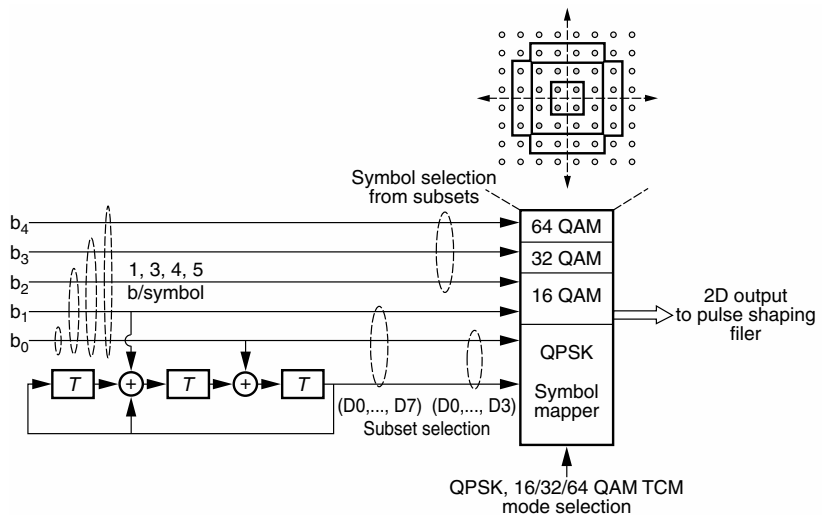 Symbol selection
from subsets
b4
b3
b2
b1
b0
1, 3, 4, 5
b/symbol
64 QAM
32 QAM
16 QAM
QPSK
Symbol
mapper
2D output
to pulse shaping
filer
T
+
T
+
T
(D0,..., D7) (D0,..., D3)
Subset selection
QPSK, 16/32/64 QAM TCM
mode selection